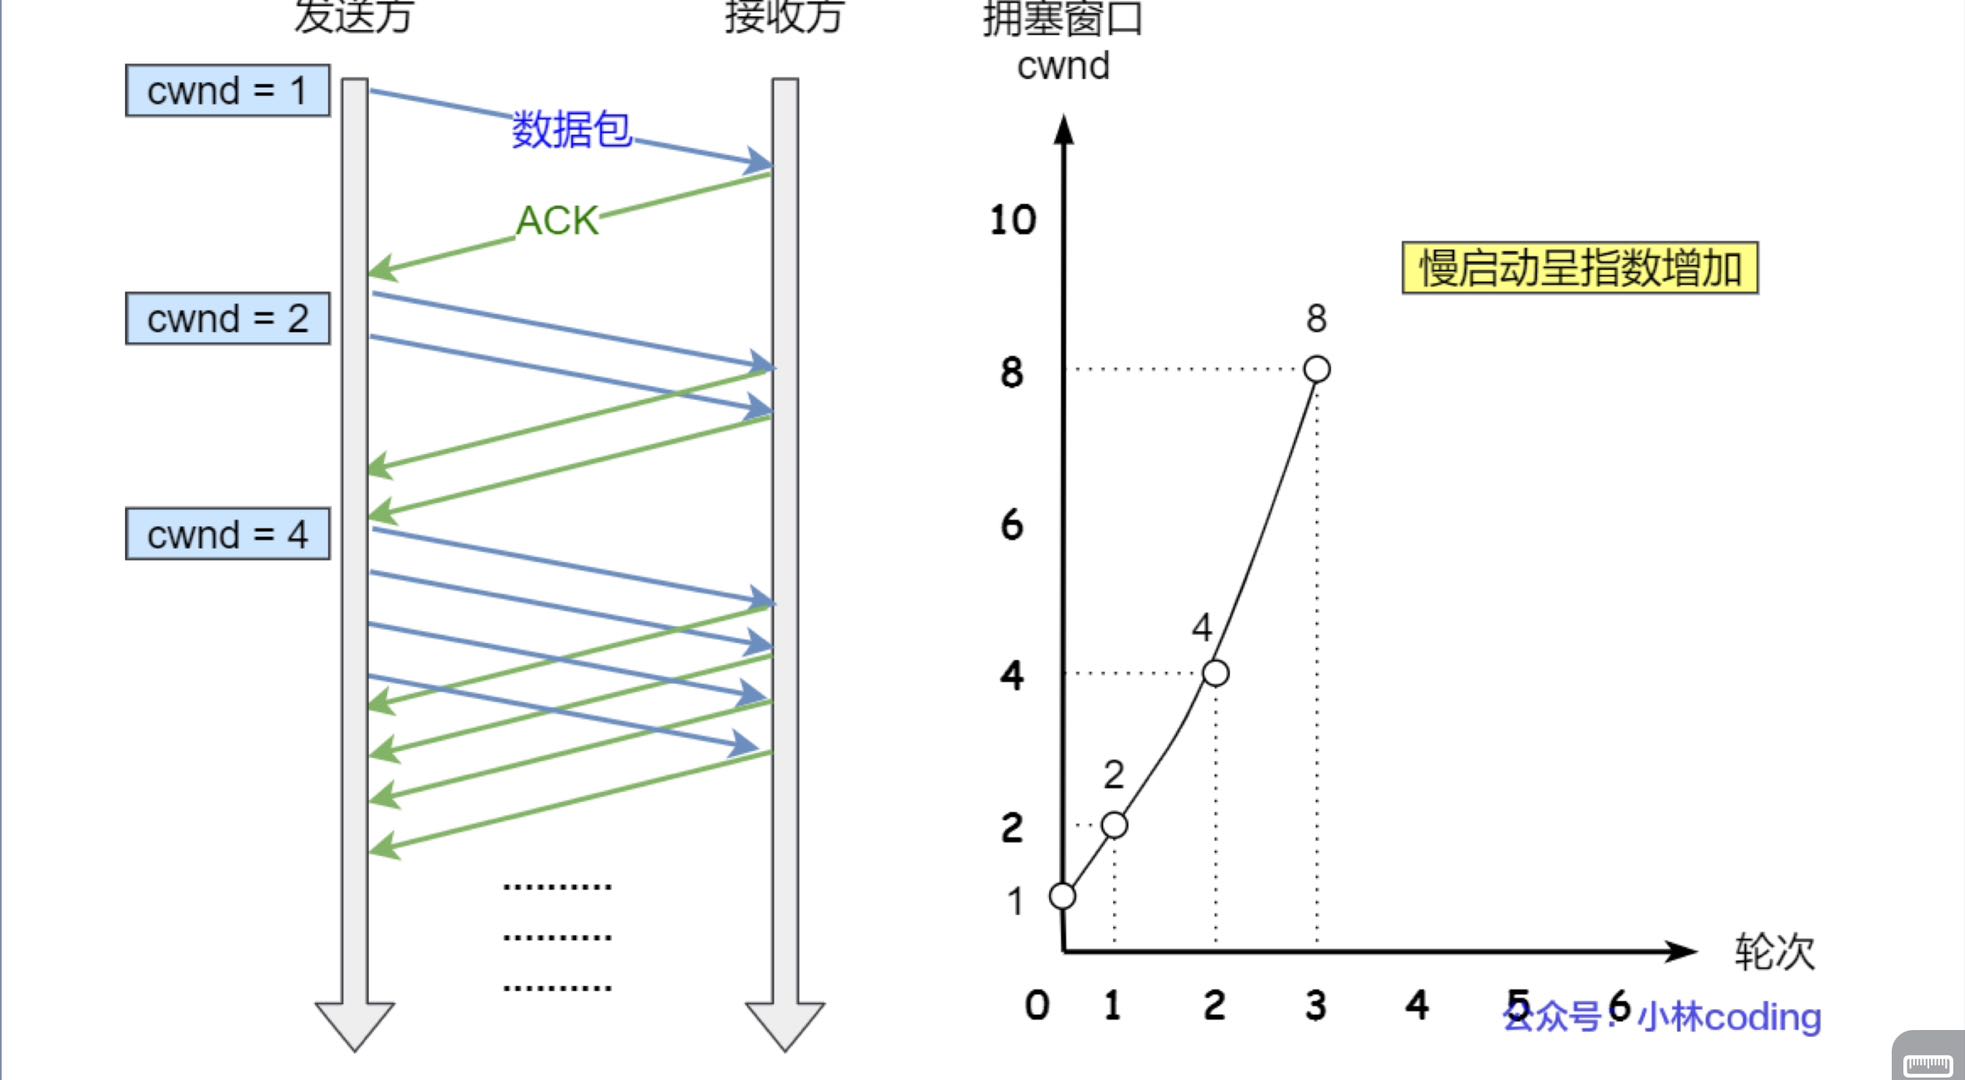 发送方
接收方
cwnd = 1
数据包
ACK
cwnd = 2
cwnd = 4
..........
..........
..........
拥塞窗口
cwnd
10
慢启动呈指数增加
8
8
6
4
4
2
2
1
轮次
0 1 2 3 4 5 6
公众号：小林coding